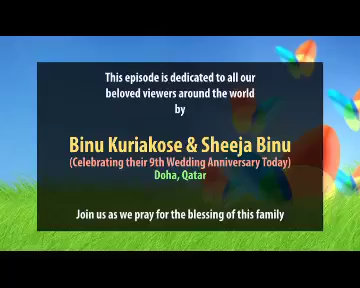 This episode is dedicated to all our
beloved viewers around the world
by
Binu Kuriakose & Sheeja Binu
(Celebrating their 9th Wedding Anniversary Today)
Doha, Qatar
Join us as we pray for the blessing of this family